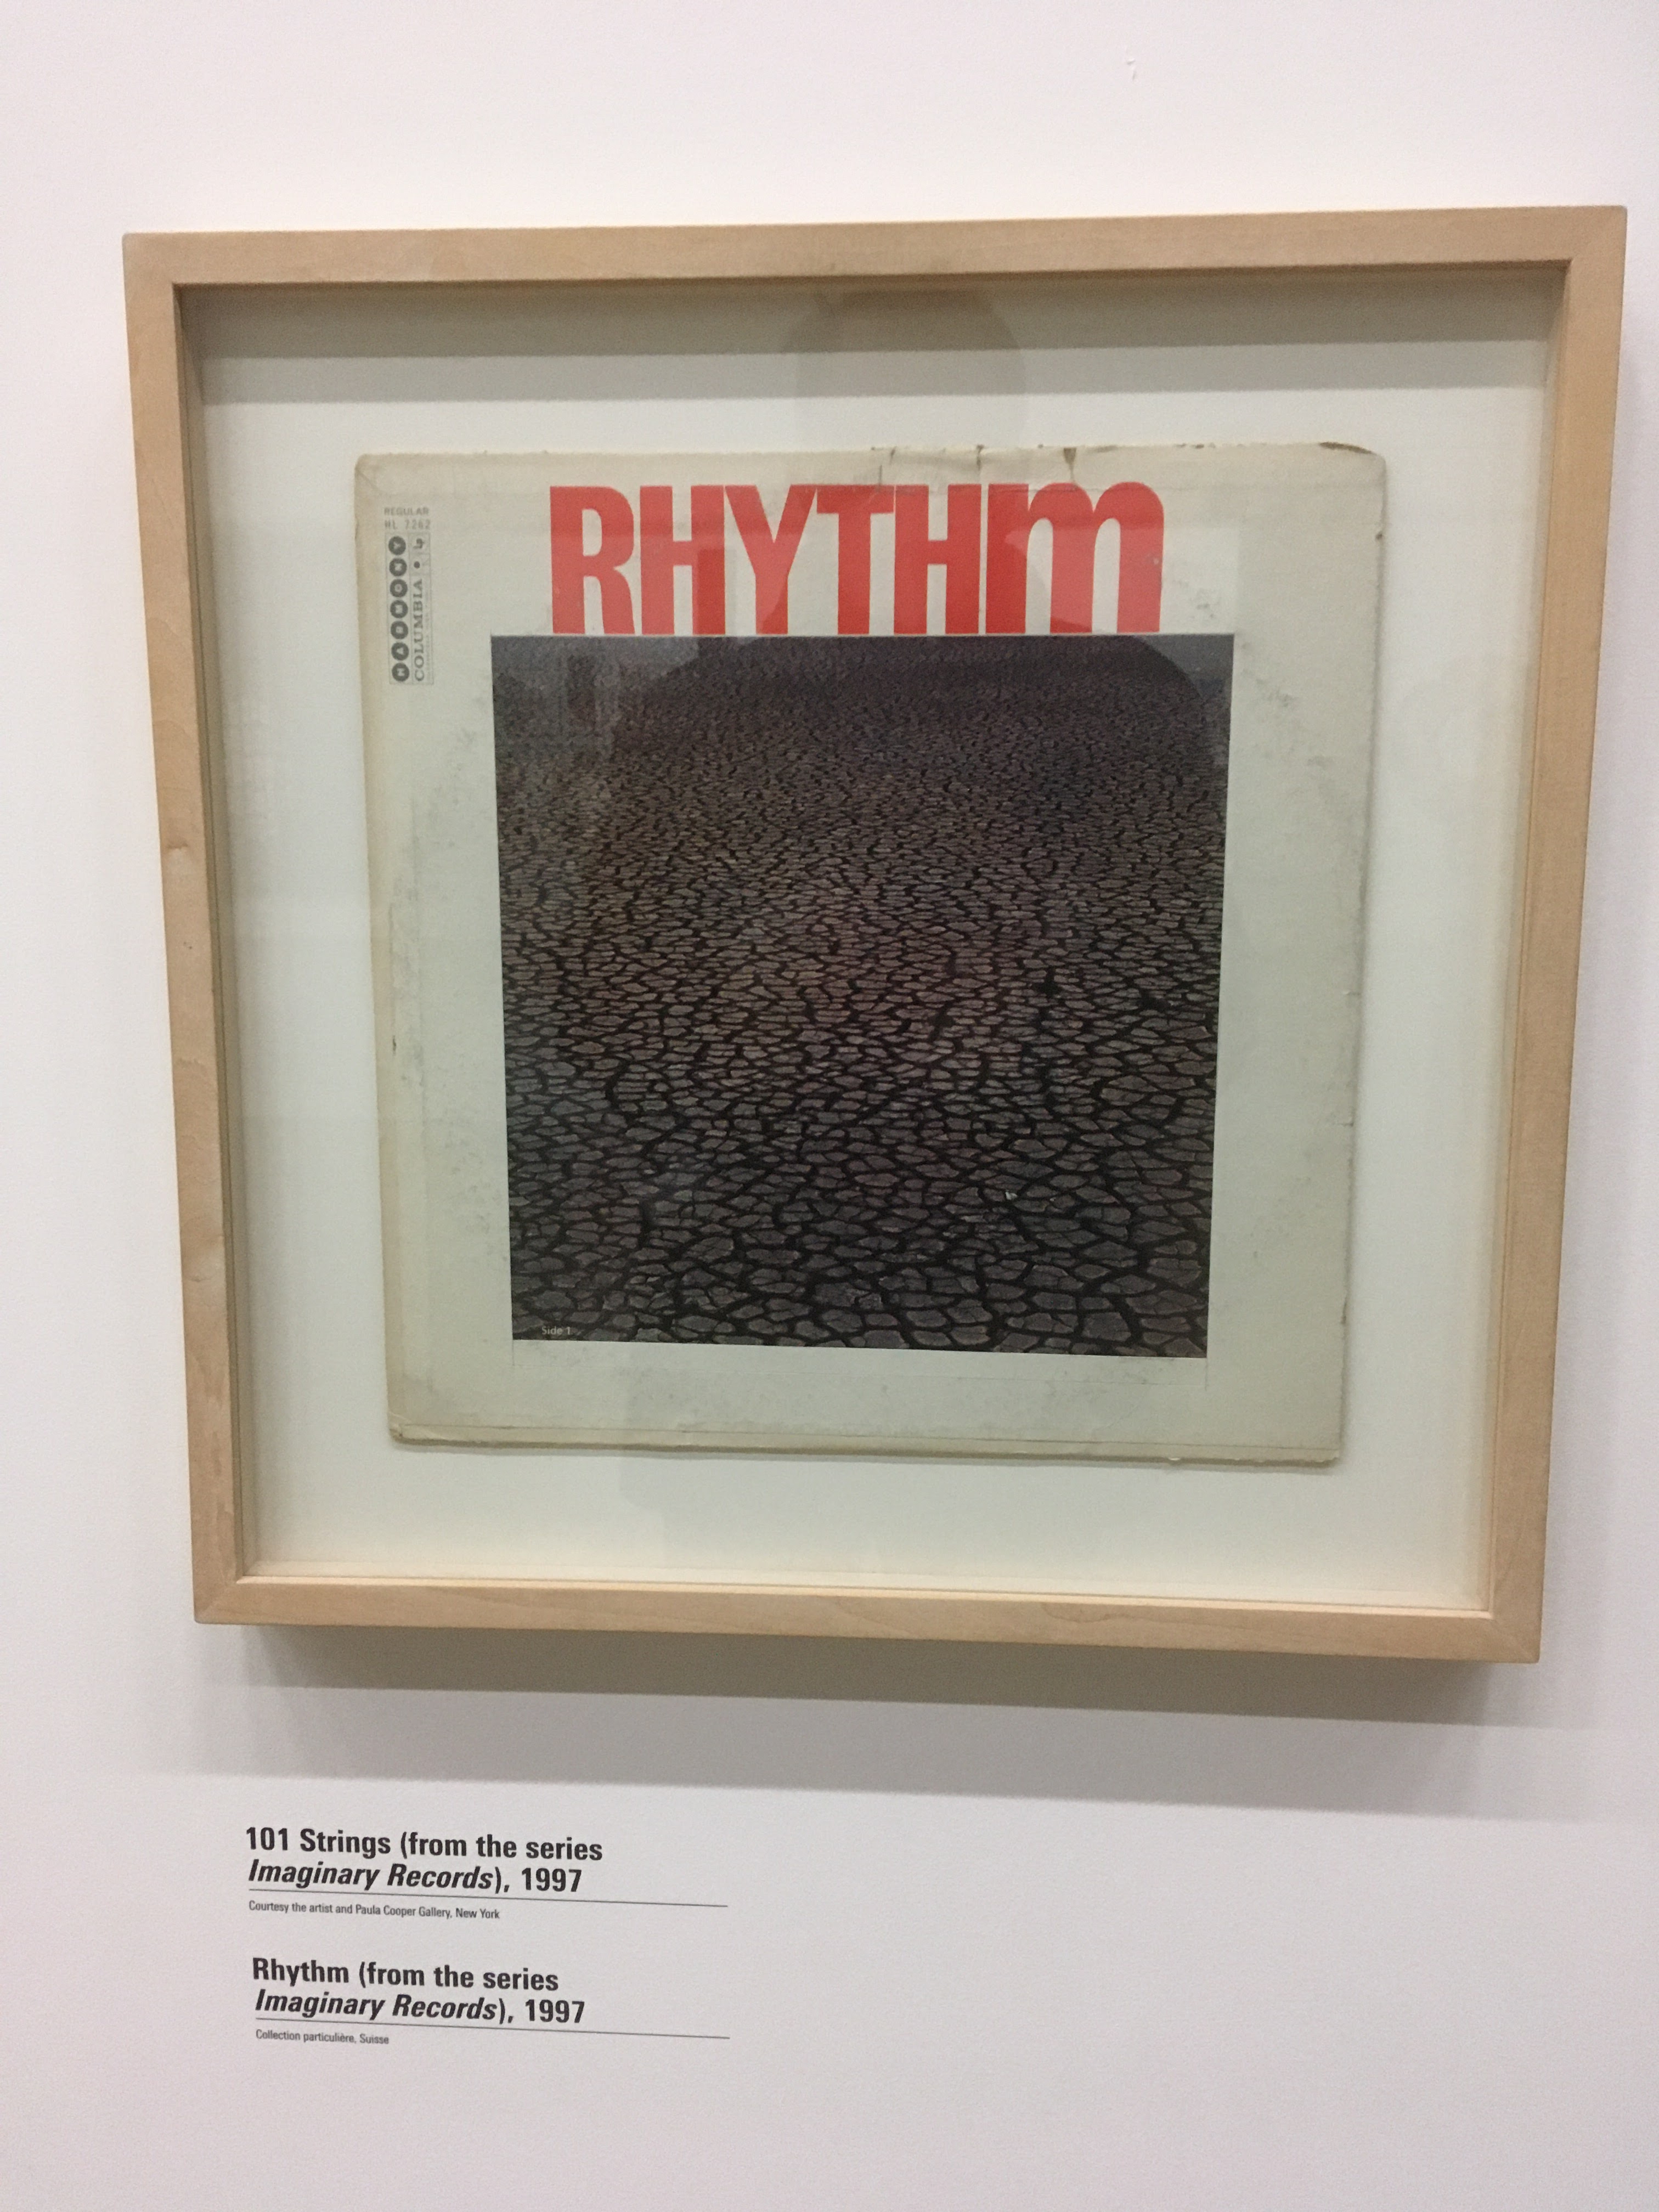 RHYTHm
REGULAR
HL 7262
HARMONY
COLUMBIA
Side 1
101 Strings (from the series
Imaginary Records), 1997
Courtesy the artist and Paula Cooper Gallery, New York
Rhythm (from the series
Imaginary Records), 1997
Collection particulière, Suisse